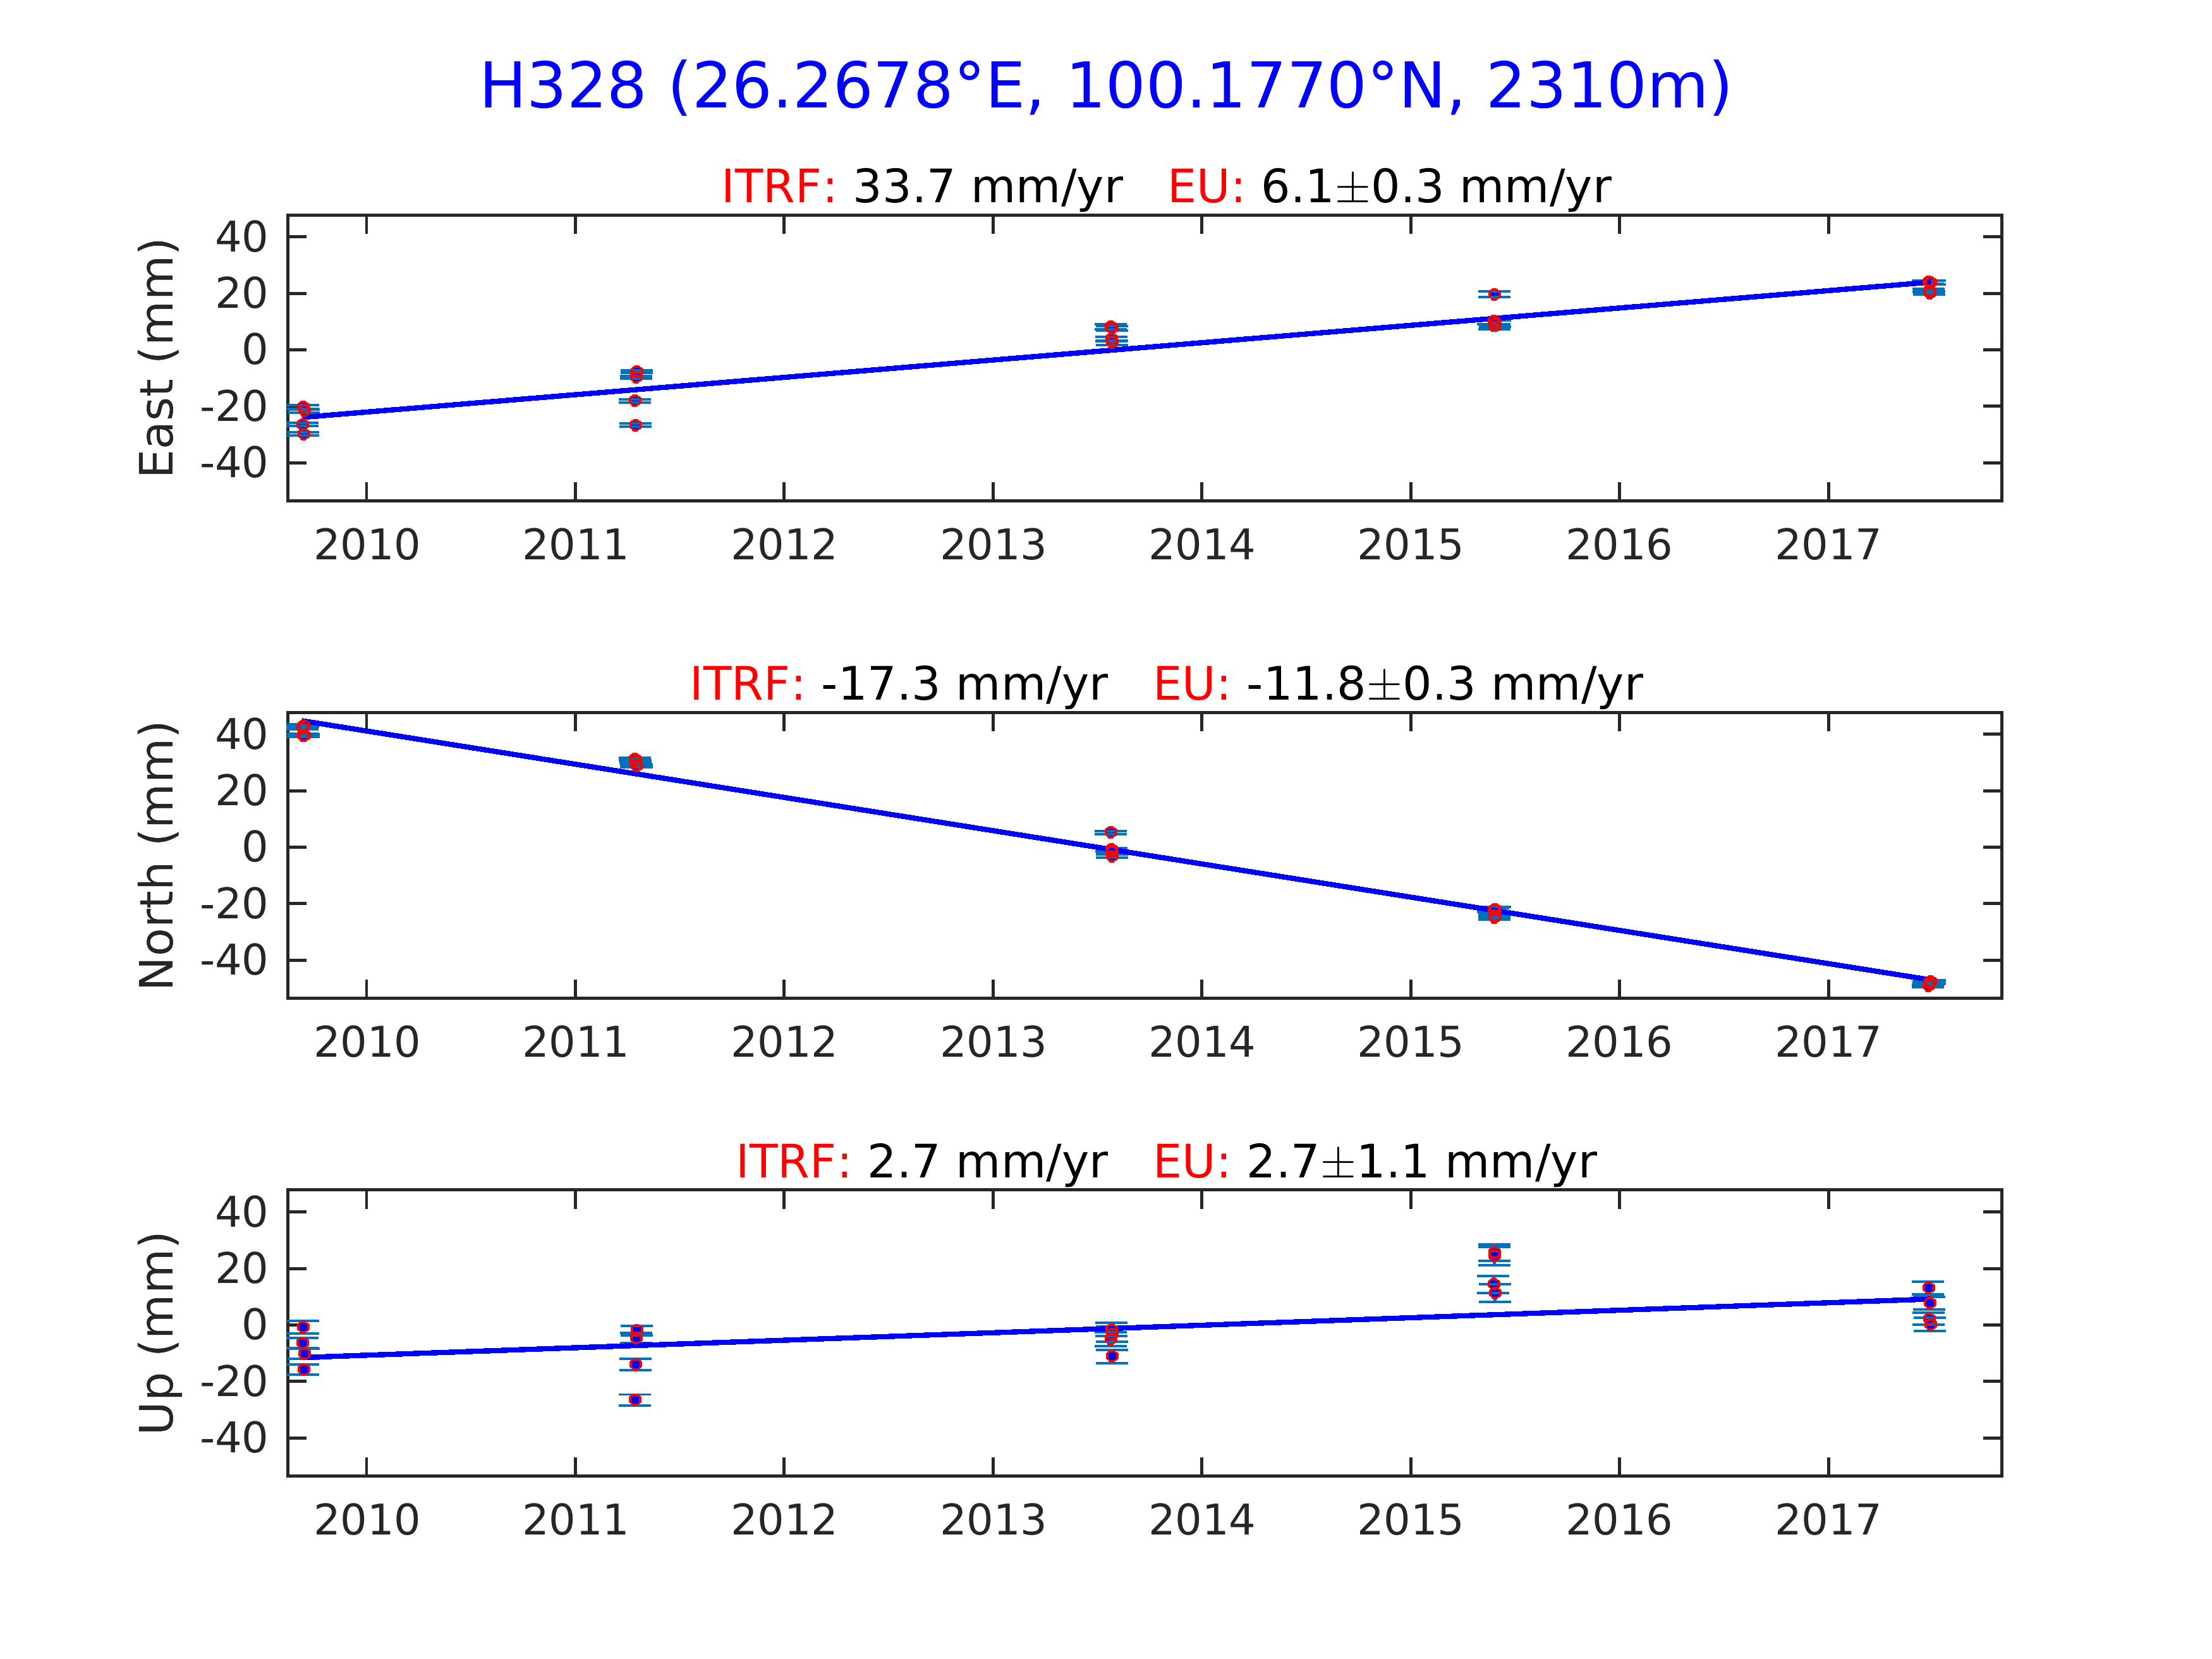 H328 (26.2678°E, 100.1770°N, 2310m)
ITRF: 33.7 mm/yr EU: 6.1±0.3 mm/yr
East (mm)
40
20
0
-20
-40
2010 2011 2012 2013 2014 2015 2016 2017
ITRF: -17.3 mm/yr EU: -11.8±0.3 mm/yr
North (mm)
40
20
0
-20
-40
2010 2011 2012 2013 2014 2015 2016 2017
ITRF: 2.7 mm/yr EU: 2.7±1.1 mm/yr
Up (mm)
40
20
0
-20
-40
2010 2011 2012 2013 2014 2015 2016 2017